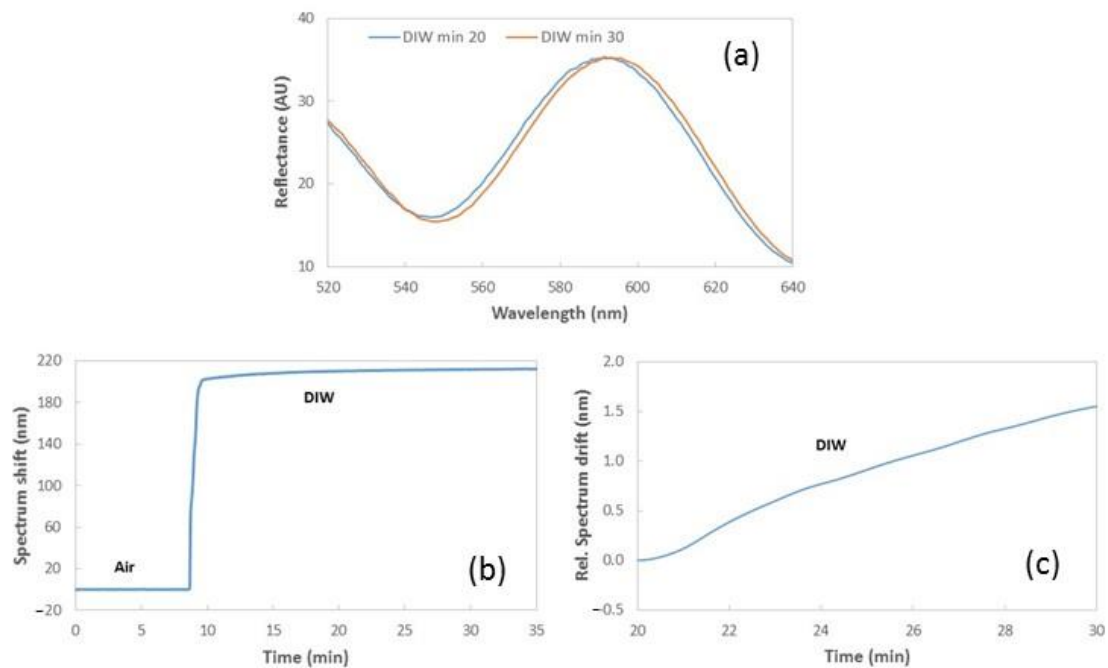 40
DIW min 20 DIW min 30
(a)
30
Reflectance (AU)
20
10
520 540 560 580 600 620 640
Wavelength (nm)
220
180
140
100
60
20
−20
Spectrum shift (nm)
DIW
Air
(b)
0 5 10 15 20 25 30 35
Time (min)
2.0
1.5
1.0
0.5
0.0
−0.5
Rel. Spectrum drift (nm)
DIW
(c)
20 22 24 26 28 30
Time (min)